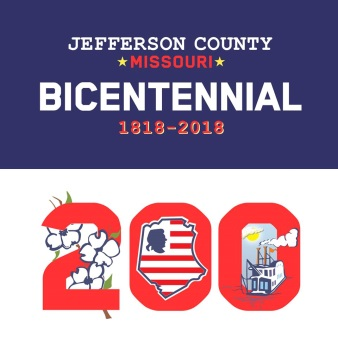 JEFFERSON COUNTY
★MISSOURI★
BICENTENNIAL
1818-2018
200